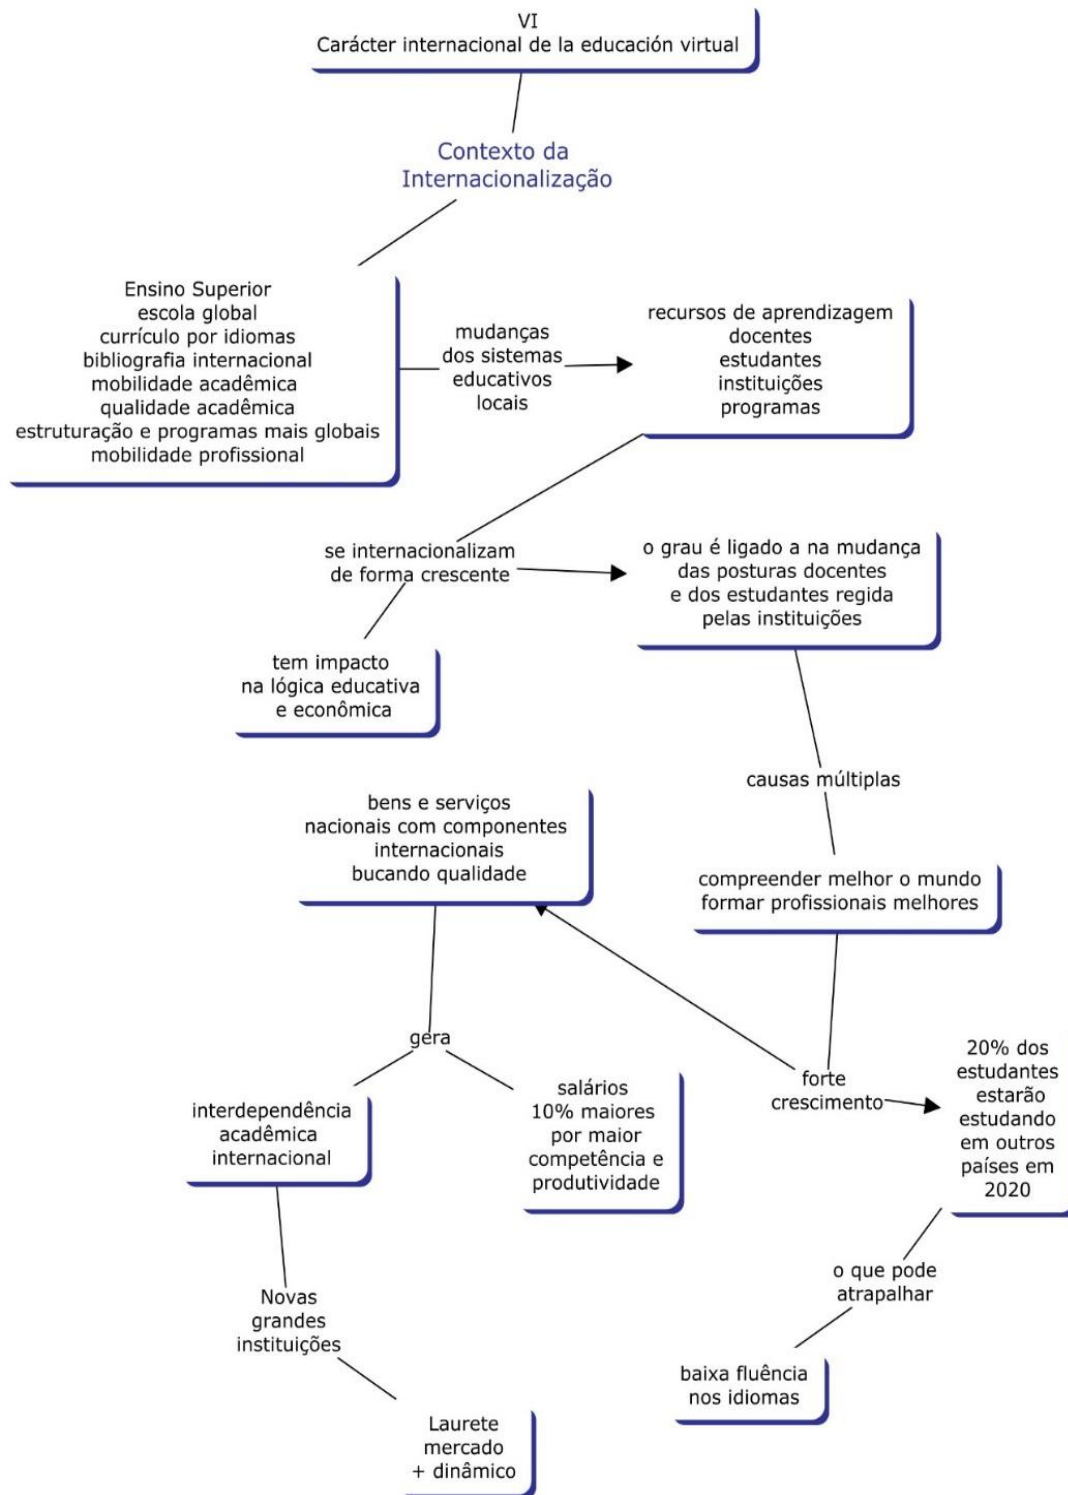 VI
Carácter internacional de la educación virtual
Contexto da
Internacionalização
Ensino Superior
escola global
currículo por idiomas
bibliografia internacional
mobilidade acadêmica
qualidade acadêmica
estruturação e programas mais globais
mobilidade profissional
mudanças
dos sistemas
educativos
locais
recursos de aprendizagem
docentes
estudantes
instituições
programas
se internacionalizam
de forma crescente
o grau é ligado a na mudança
das posturas docentes
e dos estudantes regida
pelas instituições
tem impacto
na lógica educativa
e econômica
causas múltiplas
bens e serviços
nacionais com componentes
internacionais
bucando qualidade
compreender melhor o mundo
formar profissionais melhores
gera
forte
crescimento
20% dos
estudantes
estarão
estudando
em outros
países em
2020
interdependência
acadêmica
internacional
salários
10% maiores
por maior
competência e
produtividade
o que pode
atrapalhar
Novas
grandes
instituições
baixa fluência
nos idiomas
Laurete
mercado
+ dinâmico